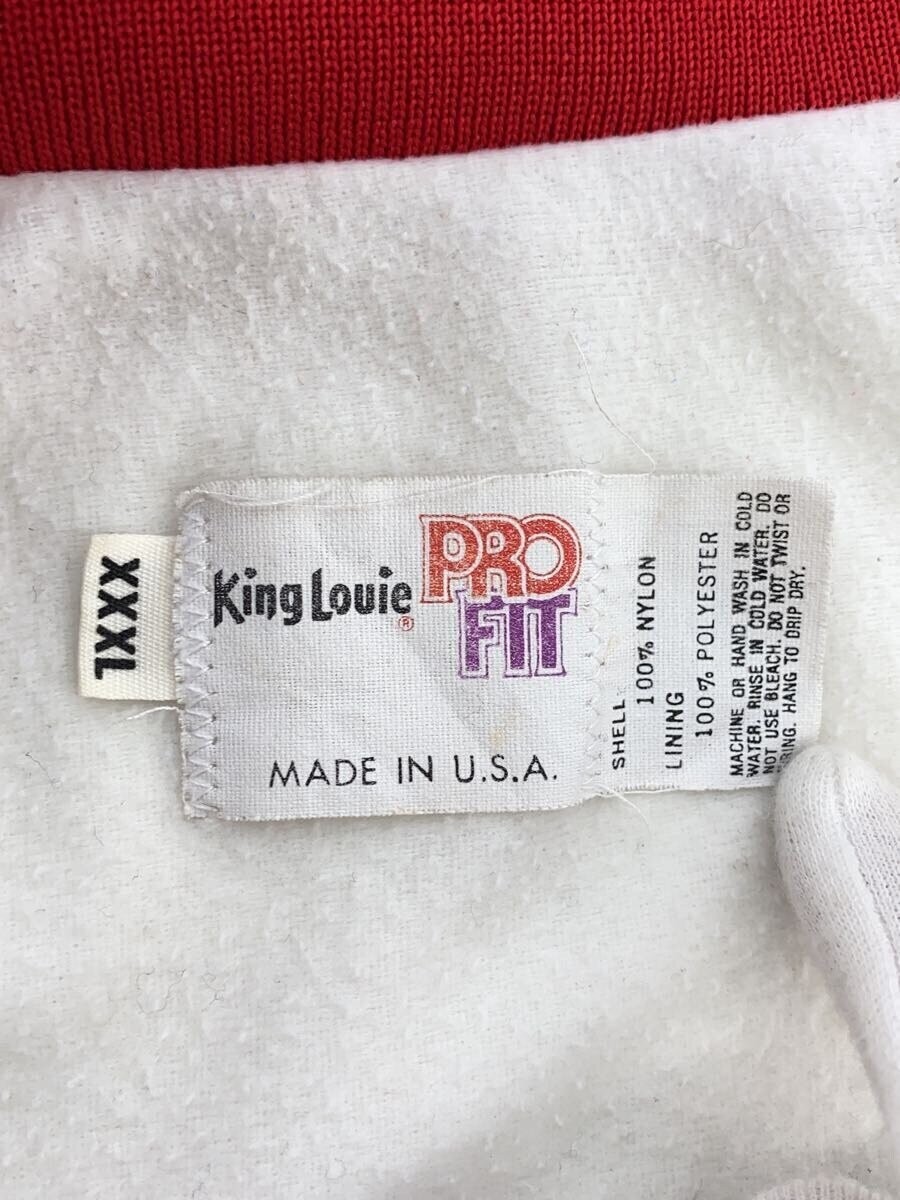 XXXL
King Louie ®
PRO
FIT
MADE IN U.S.A.
SHELL
100% NYLON
LINING
100% POLYESTER
MACHINE OR HAND WASH IN COLD
WATER. RINSE IN COLD WATER. DO
NOT USE BLEACH. DO NOT TWIST OR
WRING. HANG TO DRIP DRY.